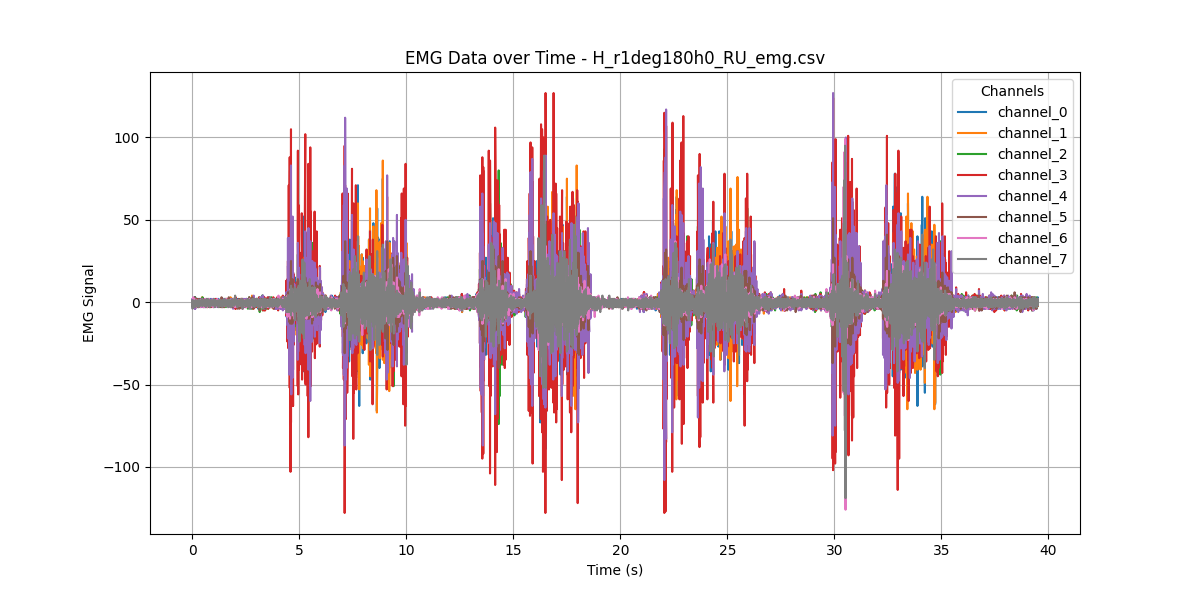 EMG Data over Time - H_r1deg180h0_RU_emg.csv
Channels
channel_0
channel_1
channel_2
channel_3
channel_4
channel_5
channel_6
channel_7
EMG Signal
100
50
0
−50
−100
0 5 10 15 20 25 30 35 40
Time (s)